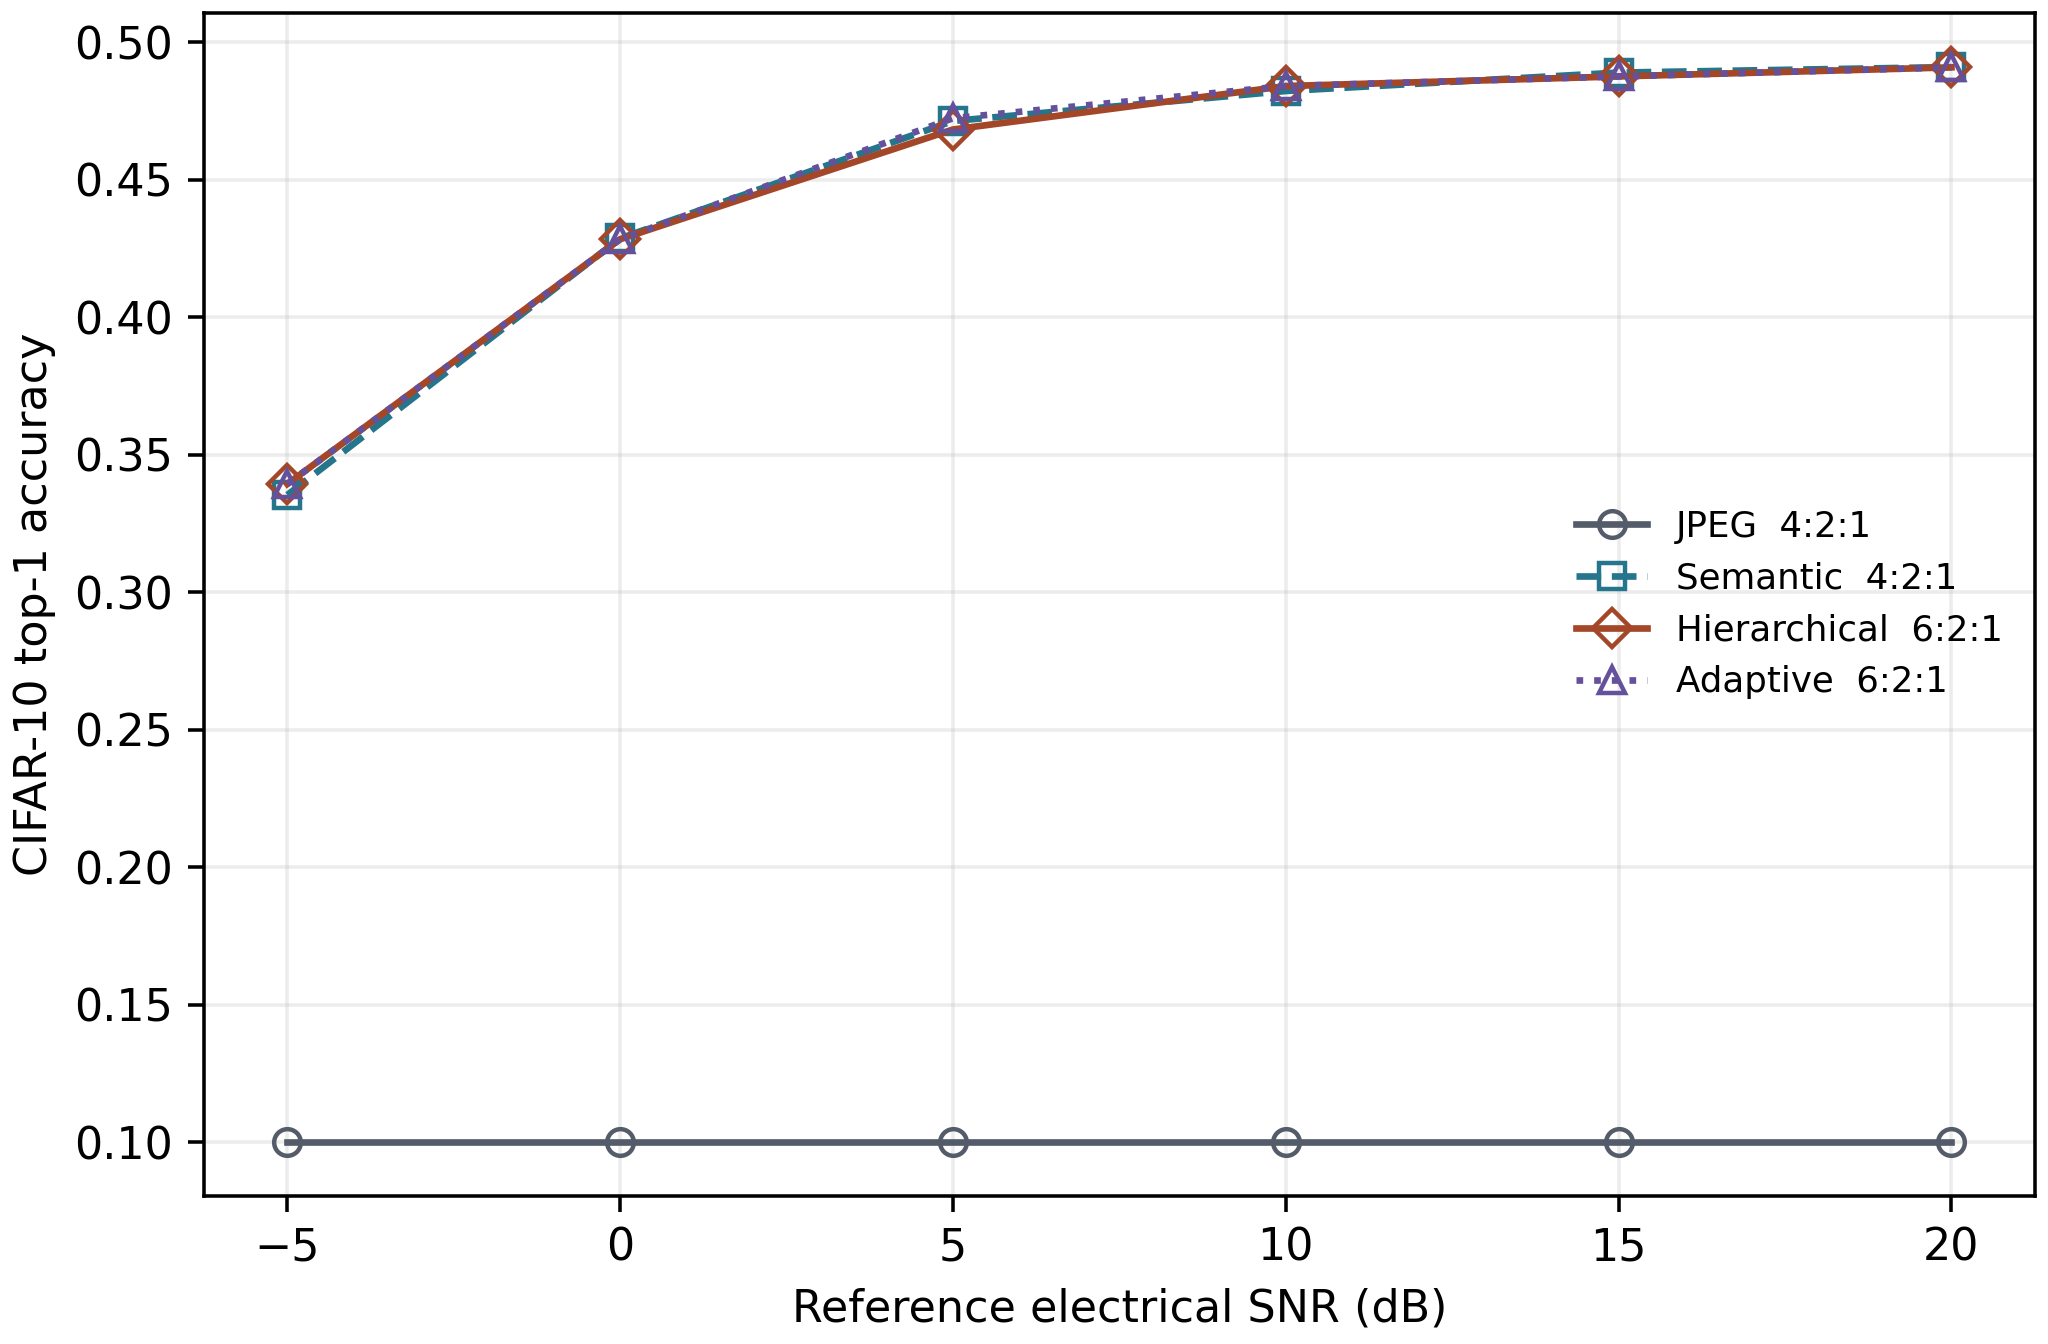 CIFAR-10 top-1 accuracy
0.50
0.45
0.40
0.35
0.30
0.25
0.20
0.15
0.10
JPEG  4:2:1
Semantic  4:2:1
Hierarchical  6:2:1
Adaptive  6:2:1
−5
0
5
10
15
20
Reference electrical SNR (dB)